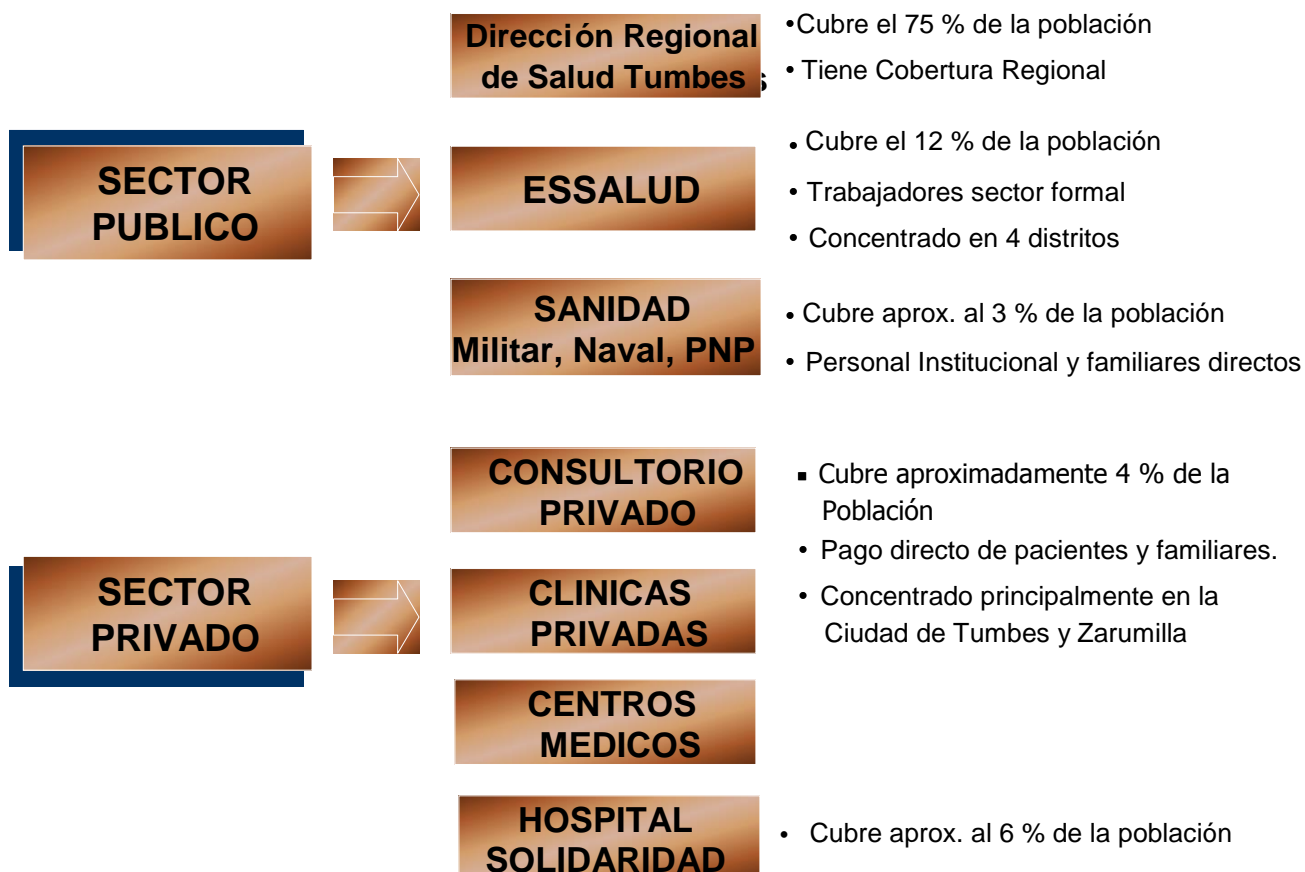 Dirección Regional
de Salud Tumbes s
•Cubre el 75 % de la población
• Tiene Cobertura Regional
SECTOR
PUBLICO
ESSALUD
• Cubre el 12 % de la población
• Trabajadores sector formal
• Concentrado en 4 distritos
SANIDAD
Militar, Naval, PNP
• Cubre aprox. al 3 % de la población
• Personal Institucional y familiares directos
SECTOR
PRIVADO
CONSULTORIO
PRIVADO
▪ Cubre aproximadamente 4 % de la
Población
• Pago directo de pacientes y familiares.
• Concentrado principalmente en la
Ciudad de Tumbes y Zarumilla
CLINICAS
PRIVADAS
CENTROS
MEDICOS
HOSPITAL
SOLIDARIDAD
• Cubre aprox. al 6 % de la población